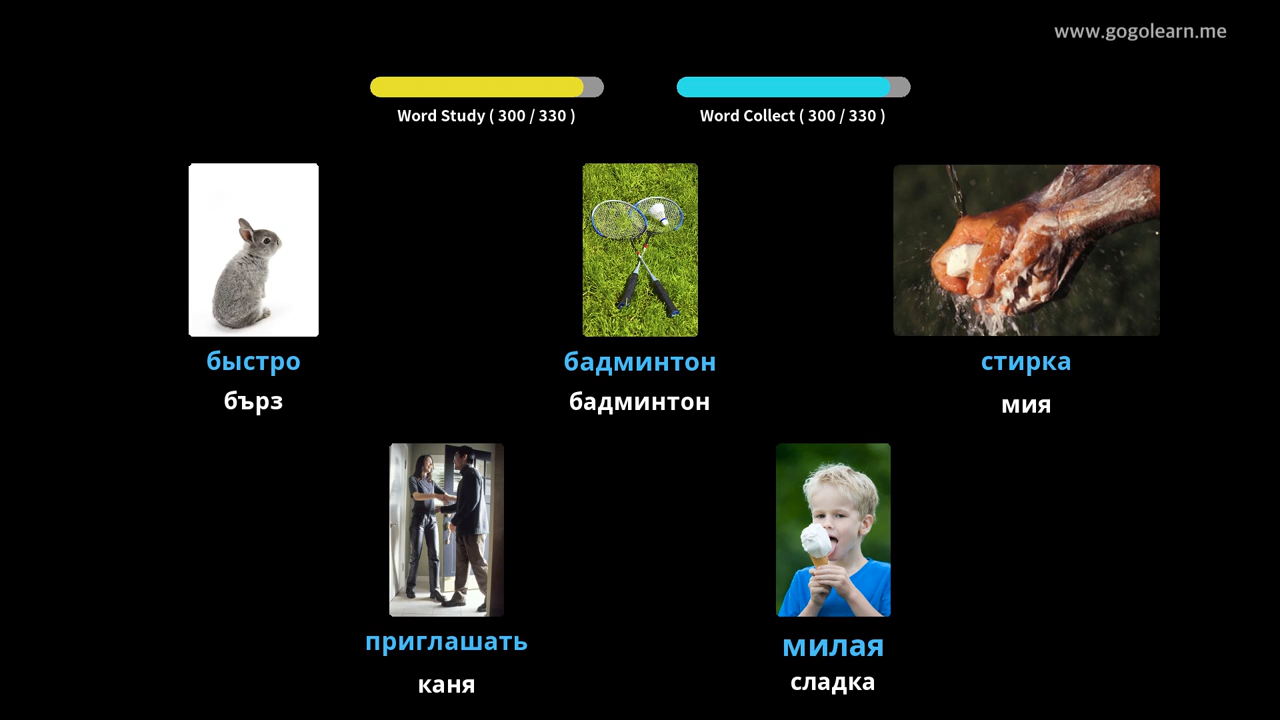 www.gogolearn.me
Word Study ( 300 / 330 )
Word Collect ( 300 / 330 )
быстро
бърз
бадминтон
бадминтон
стирка
мия
приглашать
каня
милая
сладка